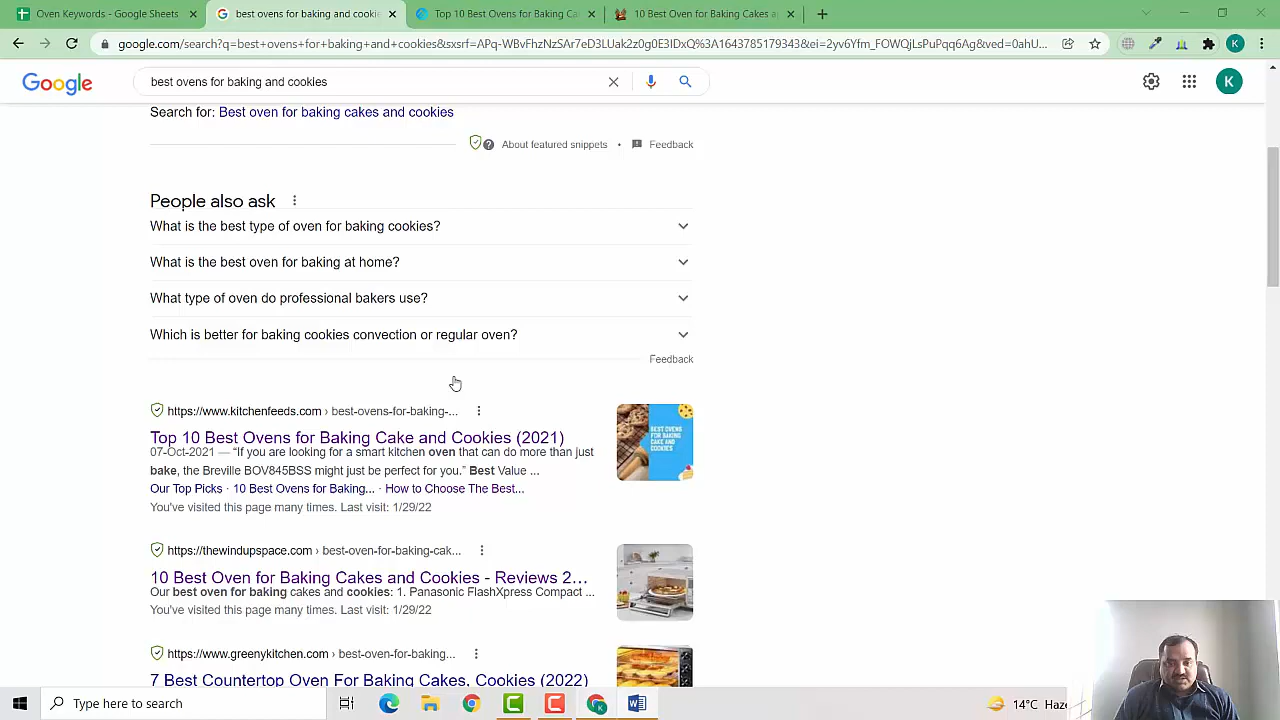 Oven Keywords - Google Sheets
best ovens for baking and cookie
Top 10 Best Ovens for Baking Ca
10 Best Oven for Baking Cakes a
google.com/search?q=best+ovens+for+baking+and+cookies&sxsrf=APq-WBvFhzNzSAr7eD3LUak2z0g0E3IDxQ%3A1643785179343&ei=2yv6Yfm_FOWQjLsPuPqq6Ag&ved=0ahU...
K
Google
best ovens for baking and cookies
K
Search for: Best oven for baking cakes and cookies
About featured snippets • Feedback
People also ask
What is the best type of oven for baking cookies?
What is the best oven for baking at home?
What type of oven do professional bakers use?
Which is better for baking cookies convection or regular oven?
Feedback
https://www.kitchenfeeds.com › best-ovens-for-baking-...
Top 10 Best Ovens for Baking Cake and Cookies (2021)
07-Oct-2021 — “If you are looking for a smart kitchen oven that can do more than just
bake, the Breville BOV845BSS might just be perfect for you.” Best Value ...
Our Top Picks · 10 Best Ovens for Baking... · How to Choose The Best...
You've visited this page many times. Last visit: 1/29/22
BEST OVENS
FOR BAKING
CAKE AND
COOKIES
https://thewindupspace.com › best-oven-for-baking-cak...
10 Best Oven for Baking Cakes and Cookies - Reviews 2...
Our best oven for baking cakes and cookies: 1. Panasonic FlashXpress Compact ...
You've visited this page many times. Last visit: 1/29/22
https://www.greenykitchen.com › best-oven-for-baking...
7 Best Countertop Oven For Baking Cakes, Cookies (2022)
Type here to search
14°C Haze